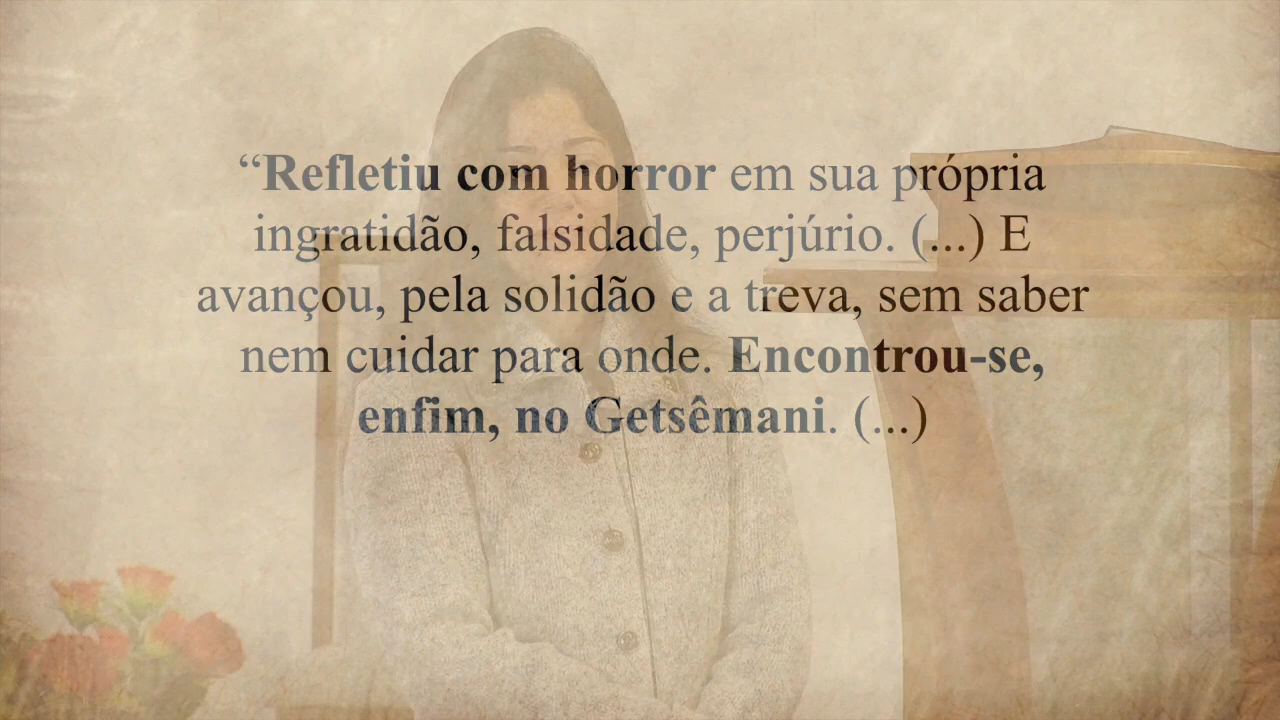 “Refletiu com horror em sua própria
ingratidão, falsidade, perjúrio. (...) E
avançou, pela solidão e a treva, sem saber
nem cuidar para onde. Encontrou-se,
enfim, no Getsêmani. (...)